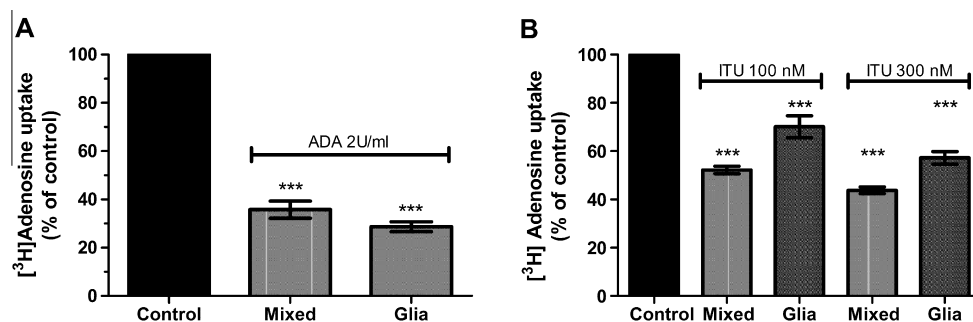 A
[³H]Adenosine uptake
(% of control)
100
80
60
40
20
0
ADA 2U/ml
***
***
Control
Mixed
Glia
B
[³H] Adenosine uptake
(% of control)
100
80
60
40
20
0
ITU 100 nM
ITU 300 nM
***
***
***
***
Control
Mixed
Glia
Mixed
Glia